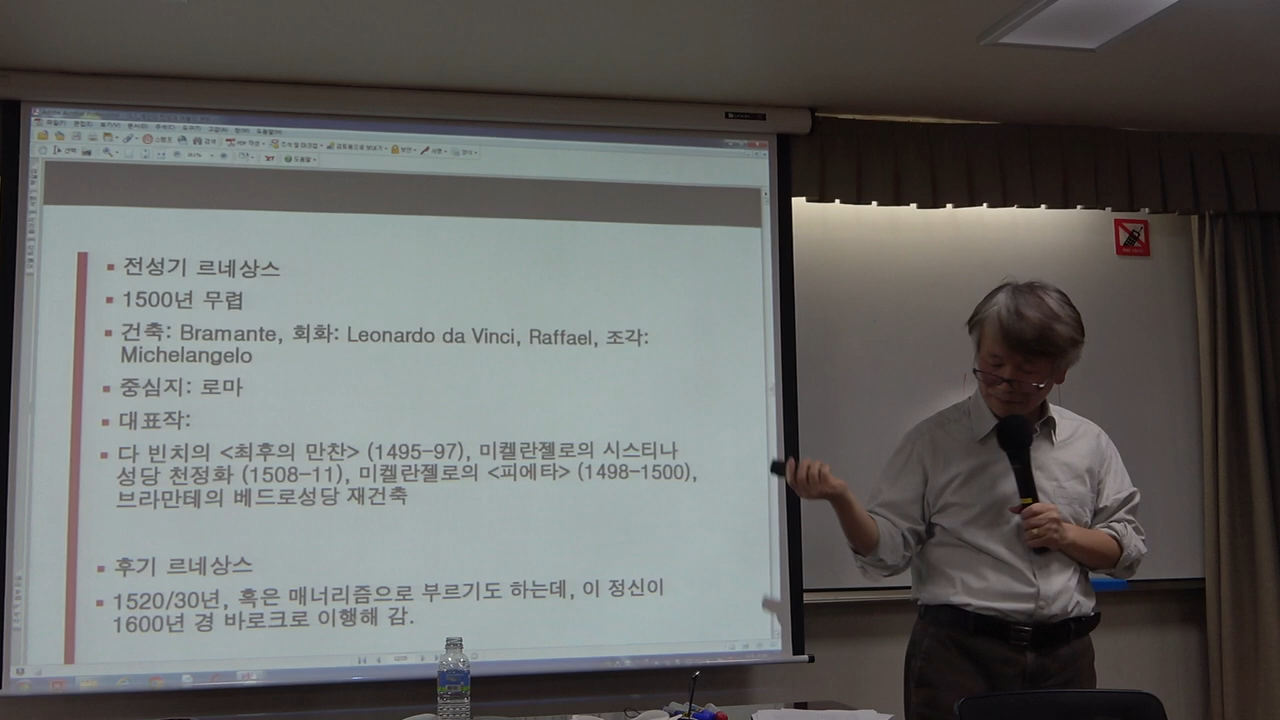 전성기 르네상스
1500년 무렵
건축: Bramante, 회화: Leonardo da Vinci, Raffael, 조각:
Michelangelo
중심지: 로마
대표작:
다 빈치의 <최후의 만찬> (1495-97), 미켈란젤로의 시스티나
성당 천정화 (1508-11), 미켈란젤로의 <피에타> (1498-1500),
브라만테의 베드로성당 재건축
후기 르네상스
1520/30년, 혹은 매너리즘으로 부르기도 하는데, 이 정신이
1600년 경 바로크로 이행해 감.